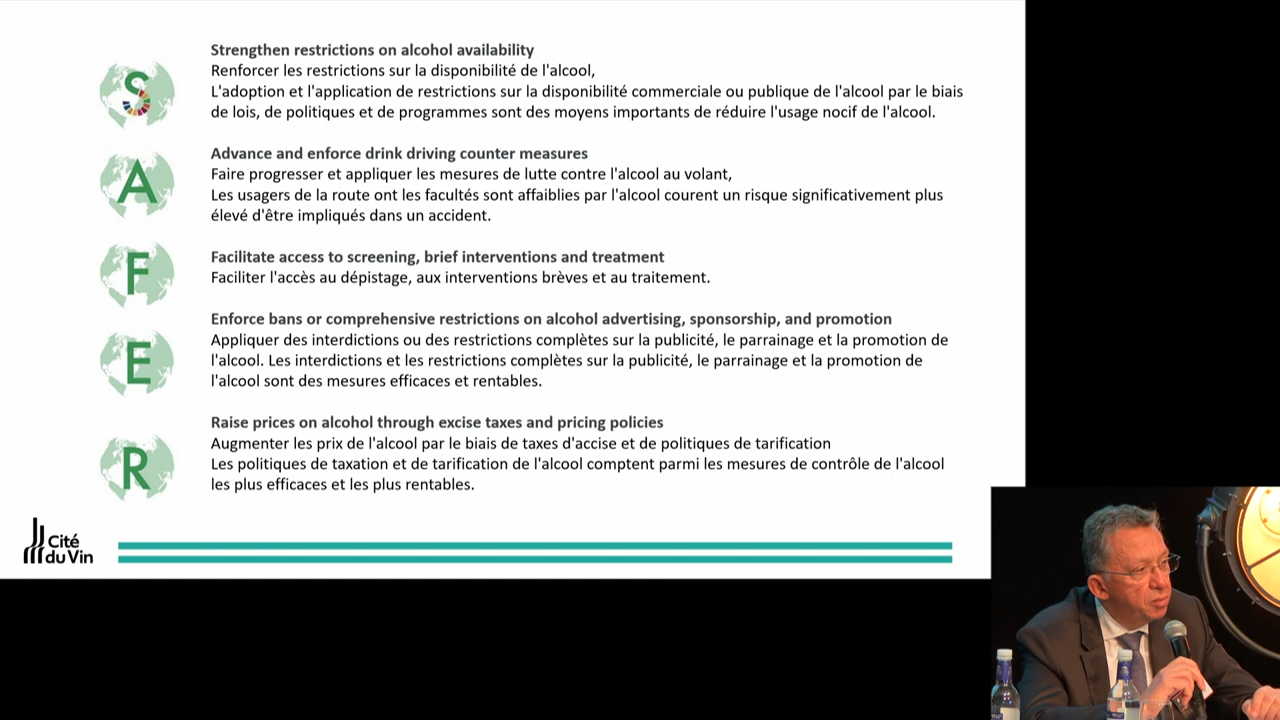 Strengthen restrictions on alcohol availability
Renforcer les restrictions sur la disponibilité de l'alcool,
L'adoption et l'application de restrictions sur la disponibilité commerciale ou publique de l'alcool par le biais
de lois, de politiques et de programmes sont des moyens importants de réduire l'usage nocif de l'alcool.
S
Advance and enforce drink driving counter measures
Faire progresser et appliquer les mesures de lutte contre l'alcool au volant,
Les usagers de la route ont les facultés sont affaiblies par l'alcool courent un risque significativement plus
élevé d'être impliqués dans un accident.
A
Facilitate access to screening, brief interventions and treatment
Faciliter l'accès au dépistage, aux interventions brèves et au traitement.
F
Enforce bans or comprehensive restrictions on alcohol advertising, sponsorship, and promotion
Appliquer des interdictions ou des restrictions complètes sur la publicité, le parrainage et la promotion de
l'alcool. Les interdictions et les restrictions complètes sur la publicité, le parrainage et la promotion de
l'alcool sont des mesures efficaces et rentables.
E
Raise prices on alcohol through excise taxes and pricing policies
Augmenter les prix de l'alcool par le biais de taxes d'accise et de politiques de tarification
Les politiques de taxation et de tarification de l'alcool comptent parmi les mesures de contrôle de l'alcool
les plus efficaces et les plus rentables.
R
Cité
du Vin